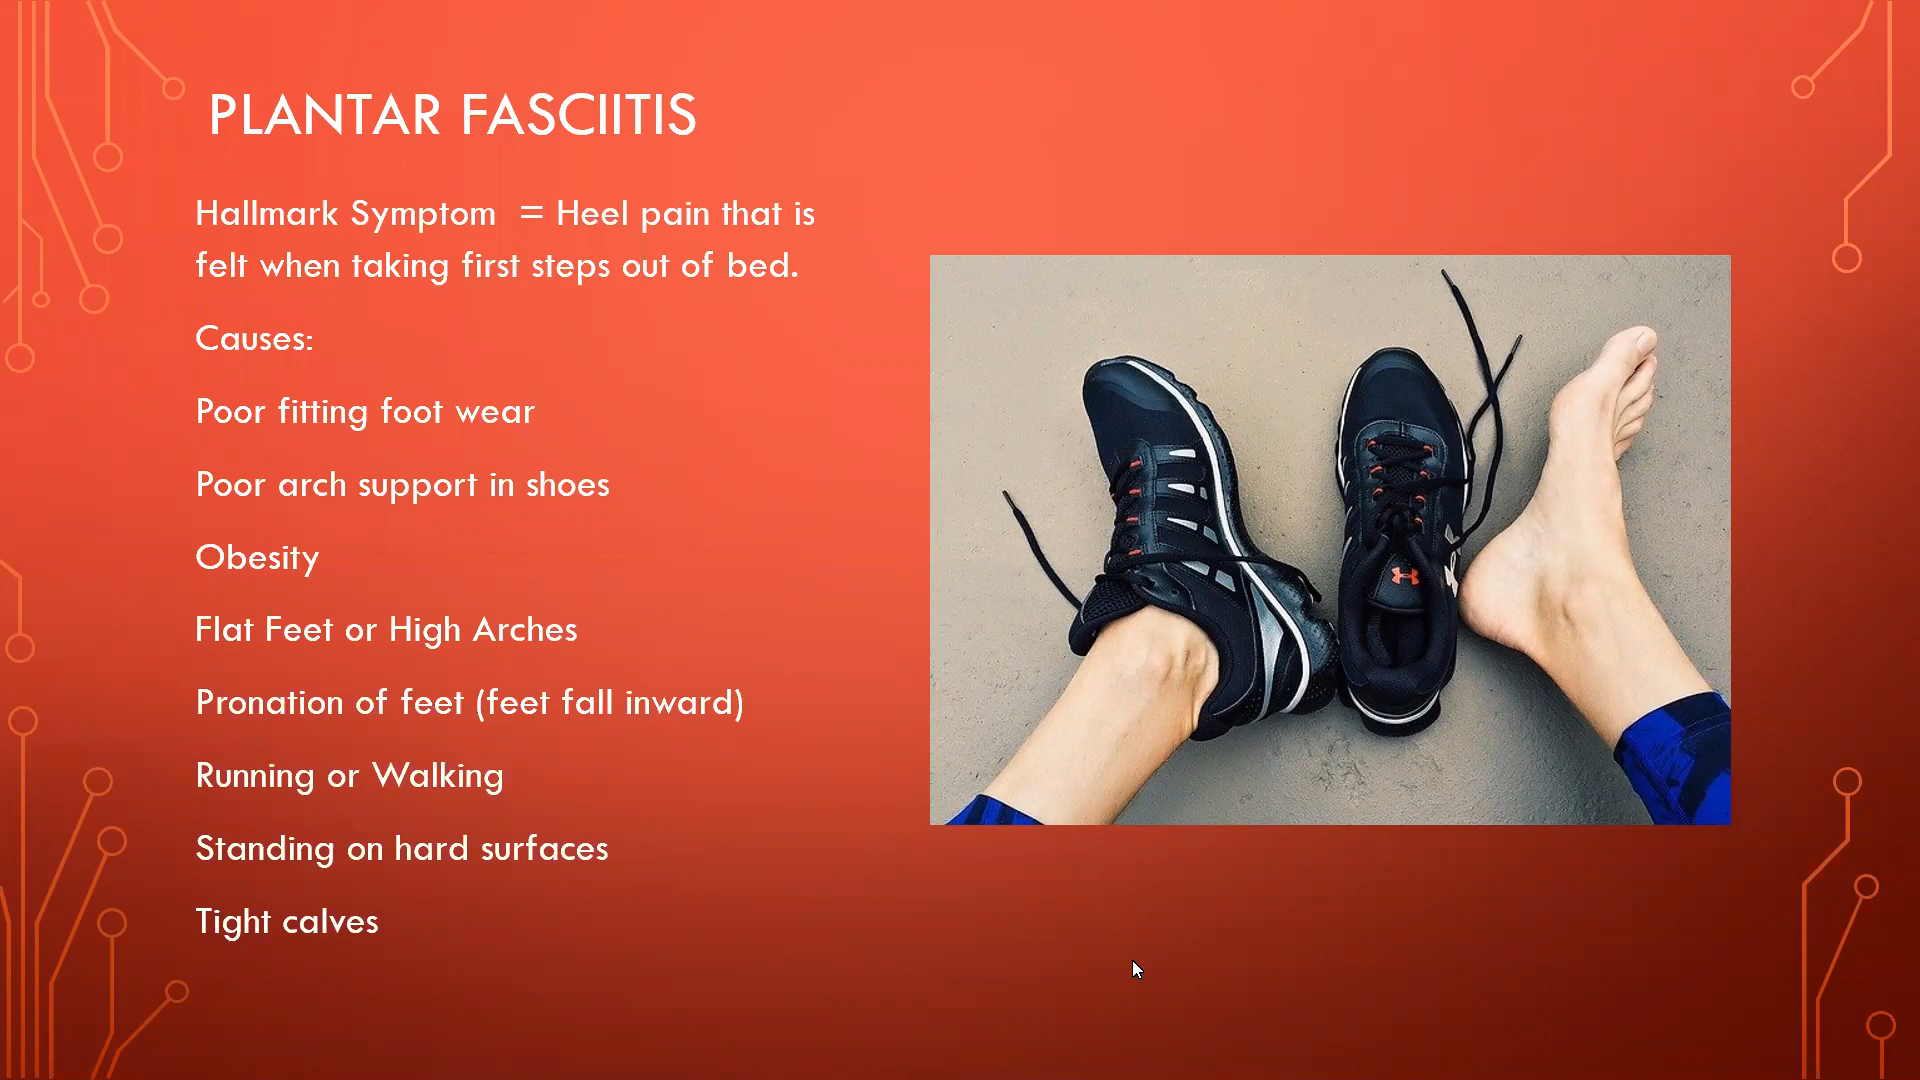 PLANTAR FASCIITIS
Hallmark Symptom = Heel pain that is
felt when taking first steps out of bed.
Causes:
Poor fitting foot wear
Poor arch support in shoes
Obesity
Flat Feet or High Arches
Pronation of feet (feet fall inward)
Running or Walking
Standing on hard surfaces
Tight calves